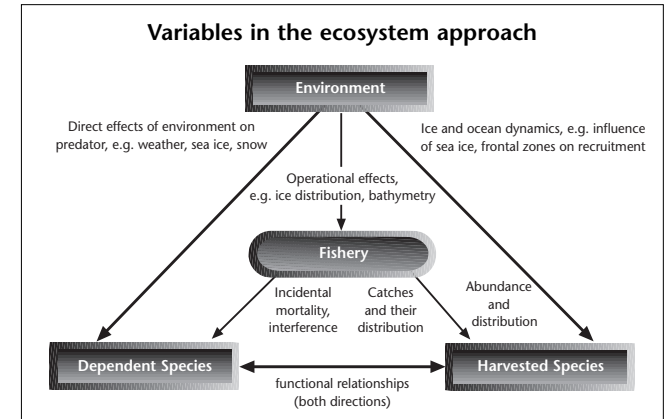 Variables in the ecosystem approach
Environment
Direct effects of environment on
predator, e.g. weather, sea ice, snow
Ice and ocean dynamics, e.g. influence
of sea ice, frontal zones on recruitment
Operational effects,
e.g. ice distribution, bathymetry
Fishery
Incidental
mortality,
interference
Catches
and their
distribution
Abundance
and
distribution
Dependent Species
Harvested Species
functional relationships
(both directions)